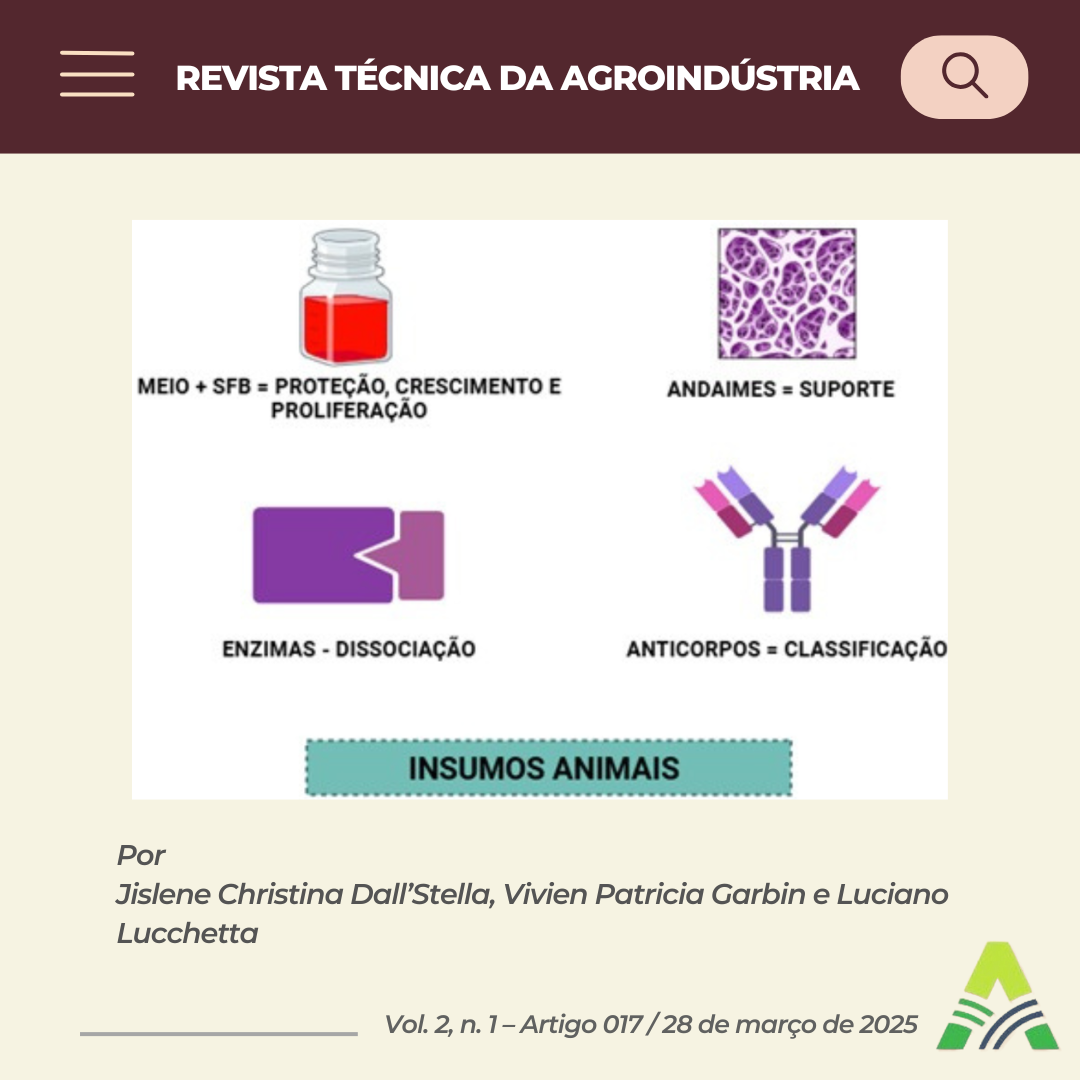 REVISTA TÉCNICA DA AGROINDÚSTRIA
MEIO + SFB = PROTEÇÃO, CRESCIMENTO E
PROLIFERAÇÃO
ANDAIMES = SUPORTE
ENZIMAS - DISSOCIAÇÃO
ANTICORPOS = CLASSIFICAÇÃO
INSUMOS ANIMAIS
Por
Jislene Christina Dall’Stella, Vivien Patricia Garbin e Luciano
Lucchetta
Vol. 2, n. 1 – Artigo 017 / 28 de março de 2025